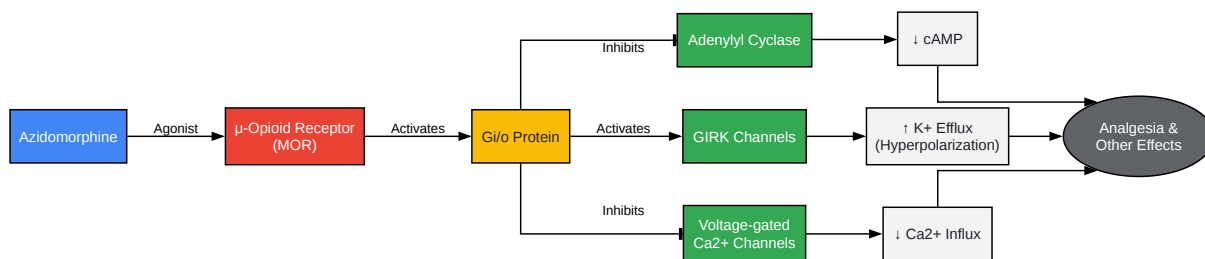 Inhibits
Adenylyl Cyclase
↓ cAMP
Azidomorphine
Agonist
μ-Opioid Receptor
(MOR)
Activates
Gi/o Protein
Activates
GIRK Channels
↑ K+ Efflux
(Hyperpolarization)
Analgesia &
Other Effects
Inhibits
Voltage-gated
Ca2+ Channels
↓ Ca2+ Influx